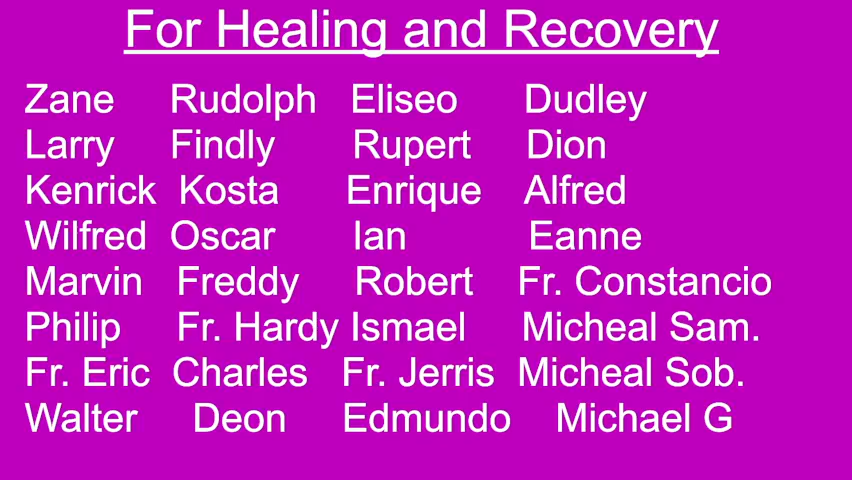 For Healing and Recovery
Zane Rudolph Eliseo Dudley
Larry Findly Rupert Dion
Kenrick Kosta Enrique Alfred
Wilfred Oscar Ian Eanne
Marvin Freddy Robert Fr. Constancio
Philip Fr. Hardy Ismael Micheal Sam.
Fr. Eric Charles Fr. Jerris Micheal Sob.
Walter Deon Edmundo Michael G